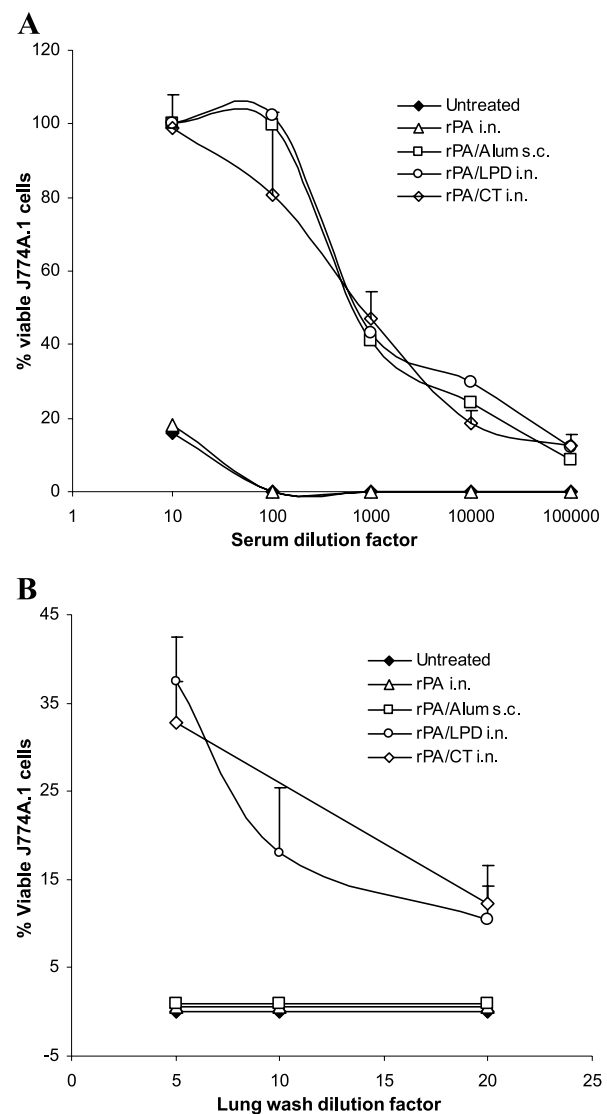 A
120
100
80
60
40
20
0
% viable J774A.1 cells
Untreated
rPA i.n.
rPA/Alum s.c.
rPA/LPD i.n.
rPA/CT i.n.
1 10 100 1000 10000 100000
Serum dilution factor
B
45
35
25
15
5
-5
% Viable J774A.1 cells
Untreated
rPA i.n.
rPA/Alum s.c.
rPA/LPD i.n.
rPA/CT i.n.
0 5 10 15 20 25
Lung wash dilution factor